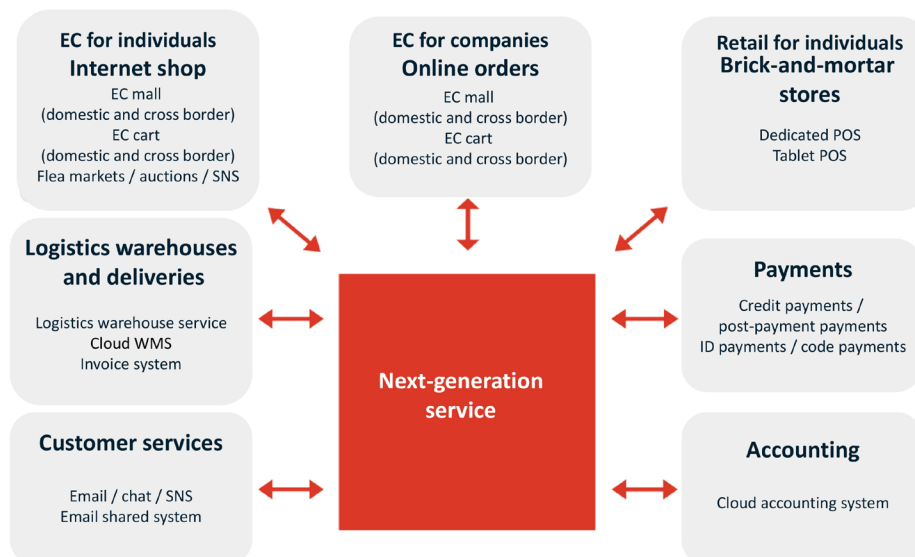 EC for individuals
Internet shop
EC mall
(domestic and cross border)
EC cart
(domestic and cross border)
Flea markets / auctions / SNS
EC for companies
Online orders
EC mall
(domestic and cross border)
EC cart
(domestic and cross border)
Retail for individuals
Brick-and-mortar
stores
Dedicated POS
Tablet POS
Logistics warehouses
and deliveries
Logistics warehouse service
Cloud WMS
Invoice system
Next-generation
service
Payments
Credit payments /
post-payment payments
ID payments / code payments
Customer services
Email / chat / SNS
Email shared system
Accounting
Cloud accounting system